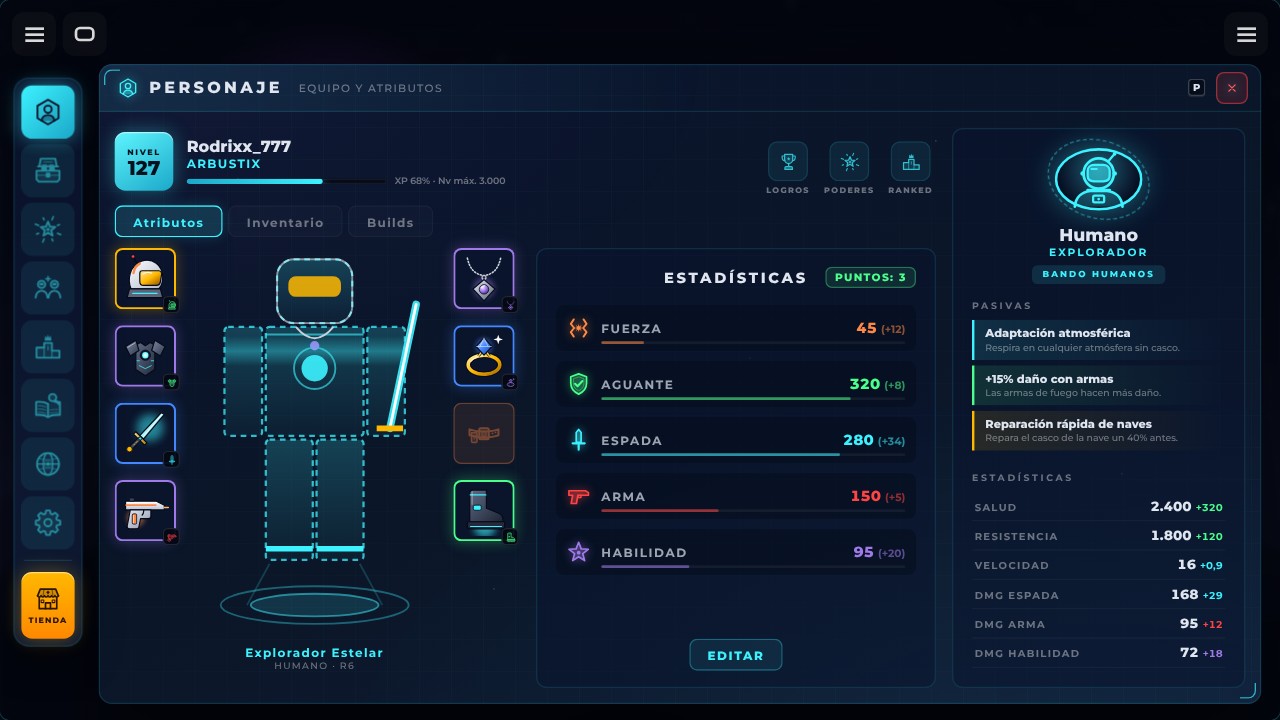 PERSONAJE EQUIPO Y ATRIBUTOS P
NIVEL
127
Rodrixx_777
ARBUSTIX
XP 68% · Nv máx. 3.000
LOGROS PODERES RANKED
Atributos Inventario Builds
ESTADÍSTICAS PUNTOS: 3
FUERZA 45 (+12)
AGUANTE 320 (+8)
ESPADA 280 (+34)
ARMA 150 (+5)
HABILIDAD 95 (+20)
EDITAR
Explorador Estelar
HUMANO · R6
TIENDA
Humano
EXPLORADOR
BANDO HUMANOS
PASIVAS
Adaptación atmosférica
Respira en cualquier atmósfera sin casco.
+15% daño con armas
Las armas de fuego hacen más daño.
Reparación rápida de naves
Repara el casco de la nave un 40% antes.
ESTADÍSTICAS
SALUD 2.400 +320
RESISTENCIA 1.800 +120
VELOCIDAD 16 +0,9
DMG ESPADA 168 +29
DMG ARMA 95 +12
DMG HABILIDAD 72 +18